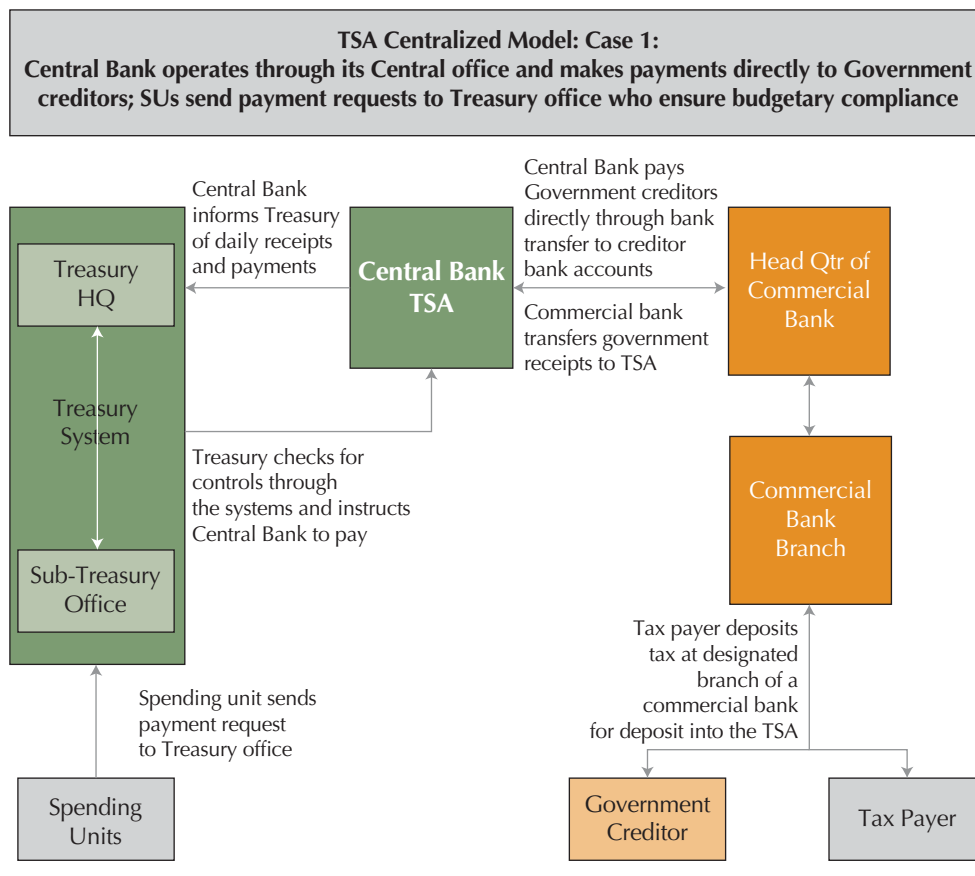 TSA Centralized Model: Case 1:
Central Bank operates through its Central office and makes payments directly to Government
creditors; SUs send payment requests to Treasury office who ensure budgetary compliance
Central Bank
informs Treasury
of daily receipts
and payments
Central Bank pays
Government creditors
directly through bank
transfer to creditor
bank accounts
Treasury
HQ
Central Bank
TSA
Head Qtr of
Commercial
Bank
Commercial bank
transfers government
receipts to TSA
Treasury
System
Treasury checks for
controls through
the systems and instructs
Central Bank to pay
Commercial
Bank
Branch
Sub-Treasury
Office
Tax payer deposits
tax at designated
branch of a
commercial bank
for deposit into the TSA
Spending unit sends
payment request
to Treasury office
Spending
Units
Government
Creditor
Tax Payer